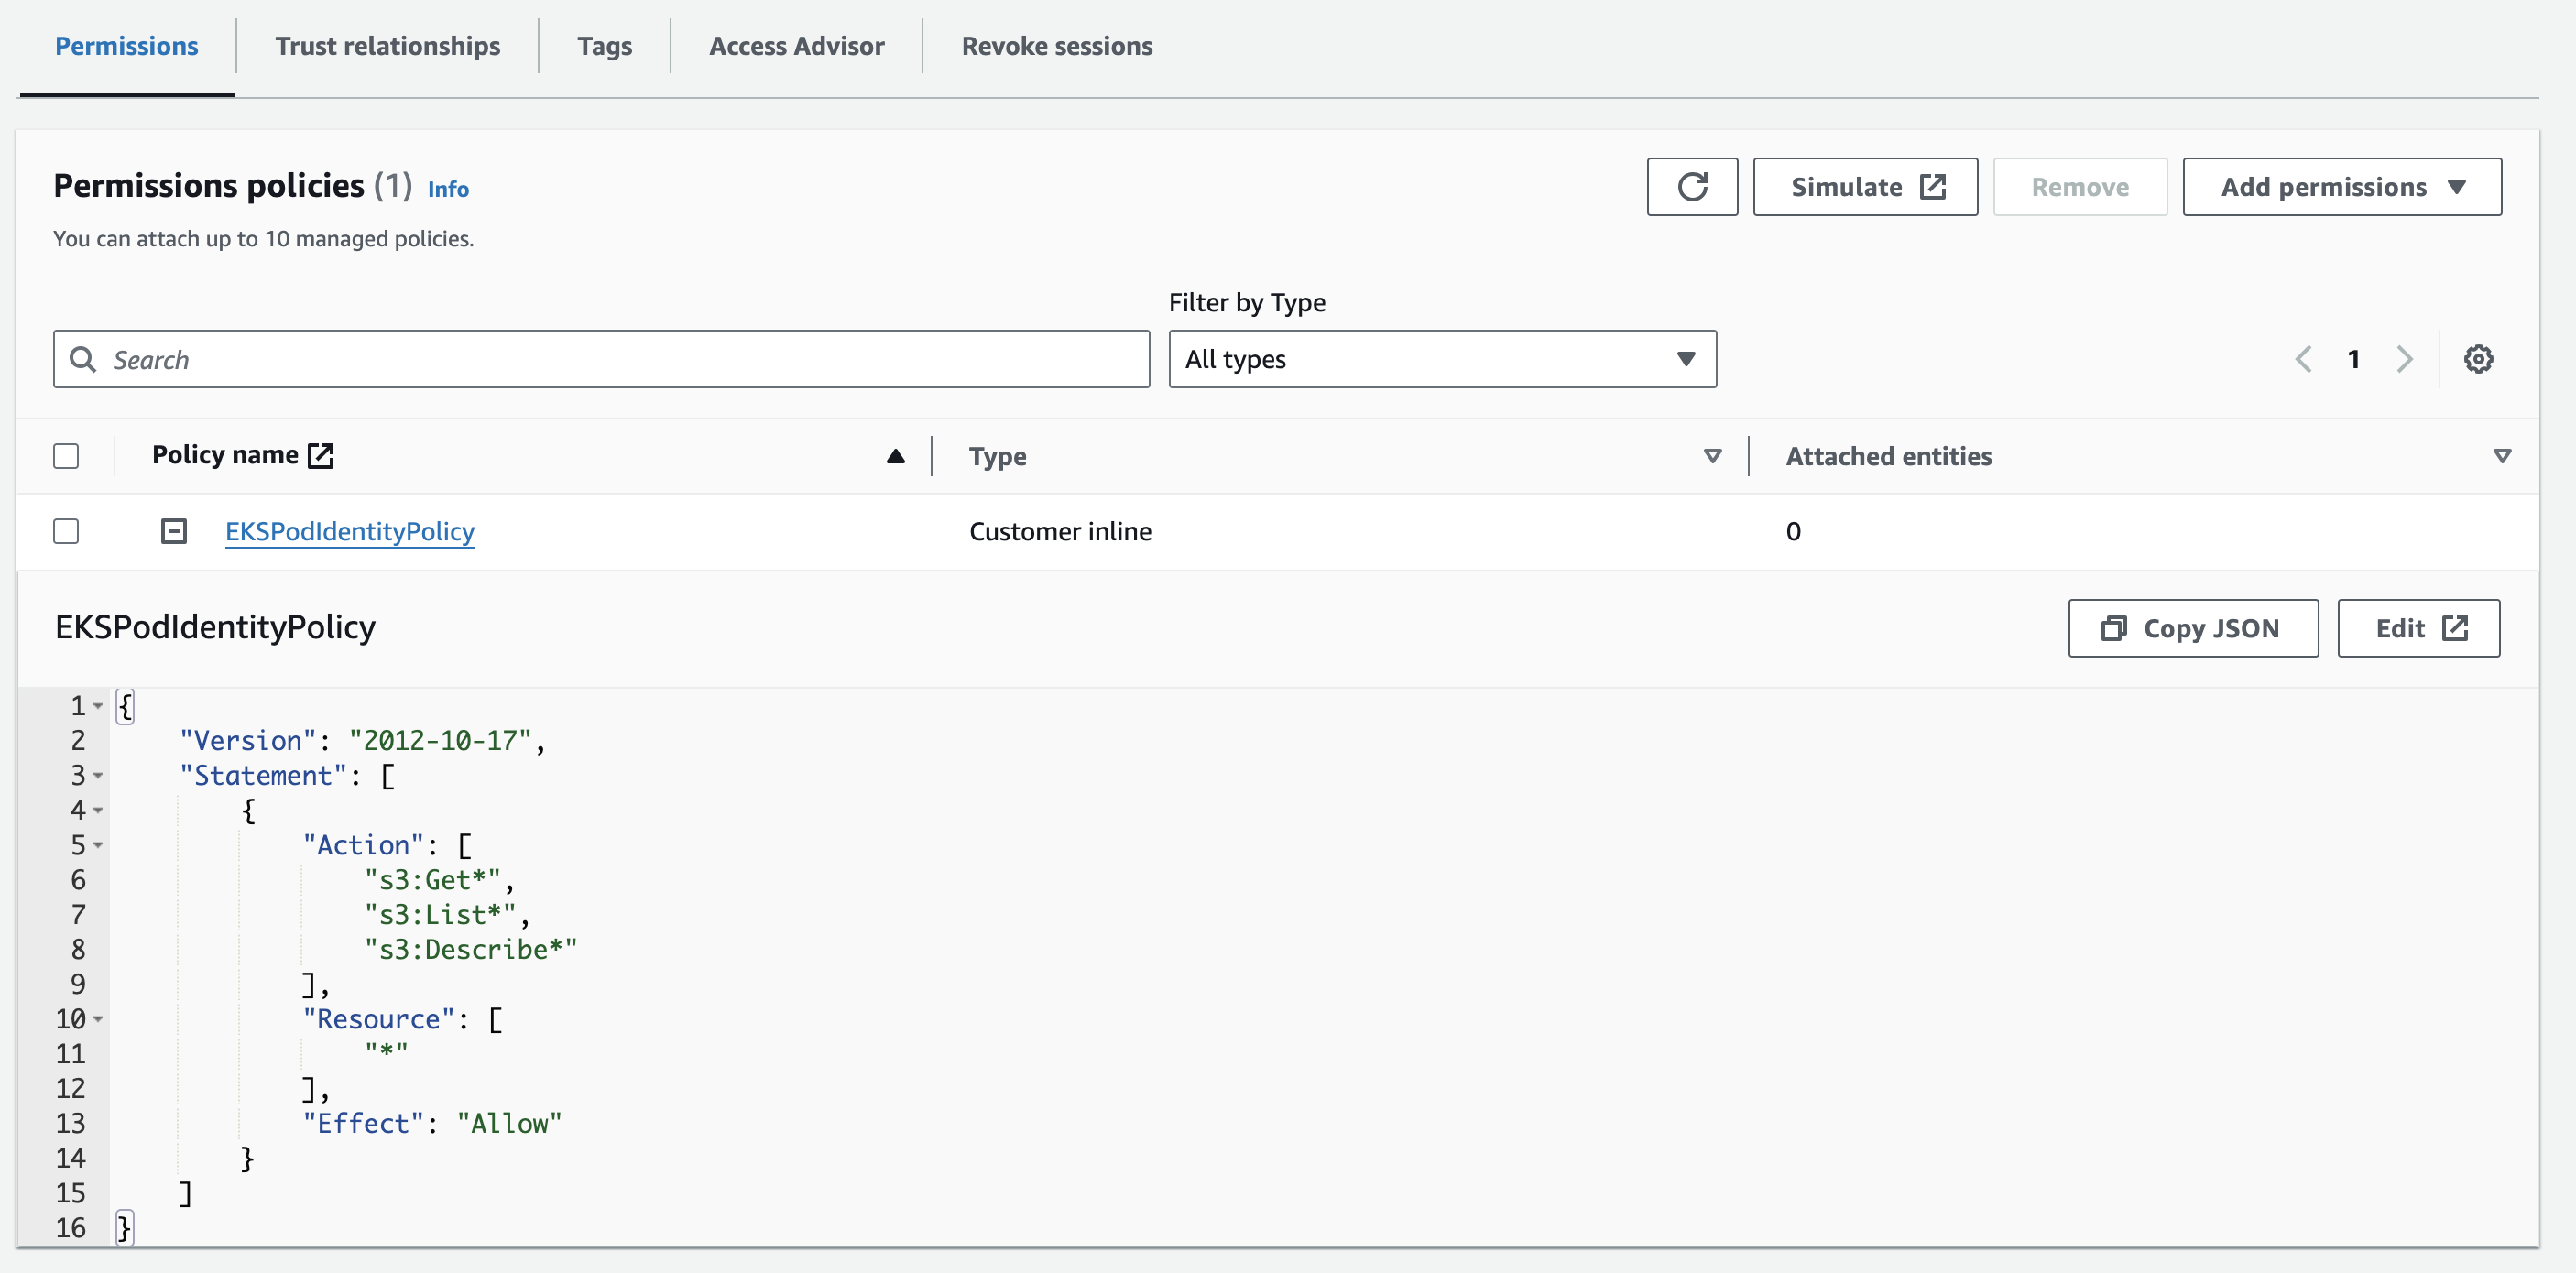 Permissions
Trust relationships
Tags
Access Advisor
Revoke sessions
Permissions policies (1) Info
Simulate
Remove
Add permissions
You can attach up to 10 managed policies.
Filter by Type
Search
All types
1
Policy name
Type
Attached entities
EKSPodIdentityPolicy
Customer inline
0
EKSPodIdentityPolicy
Copy JSON
Edit
1 {
2 "Version": "2012-10-17",
3 "Statement": [
4 {
5 "Action": [
6 "s3:Get*",
7 "s3:List*",
8 "s3:Describe*"
9 ],
10 "Resource": [
11 "*"
12 ],
13 "Effect": "Allow"
14 }
15 ]
16 }